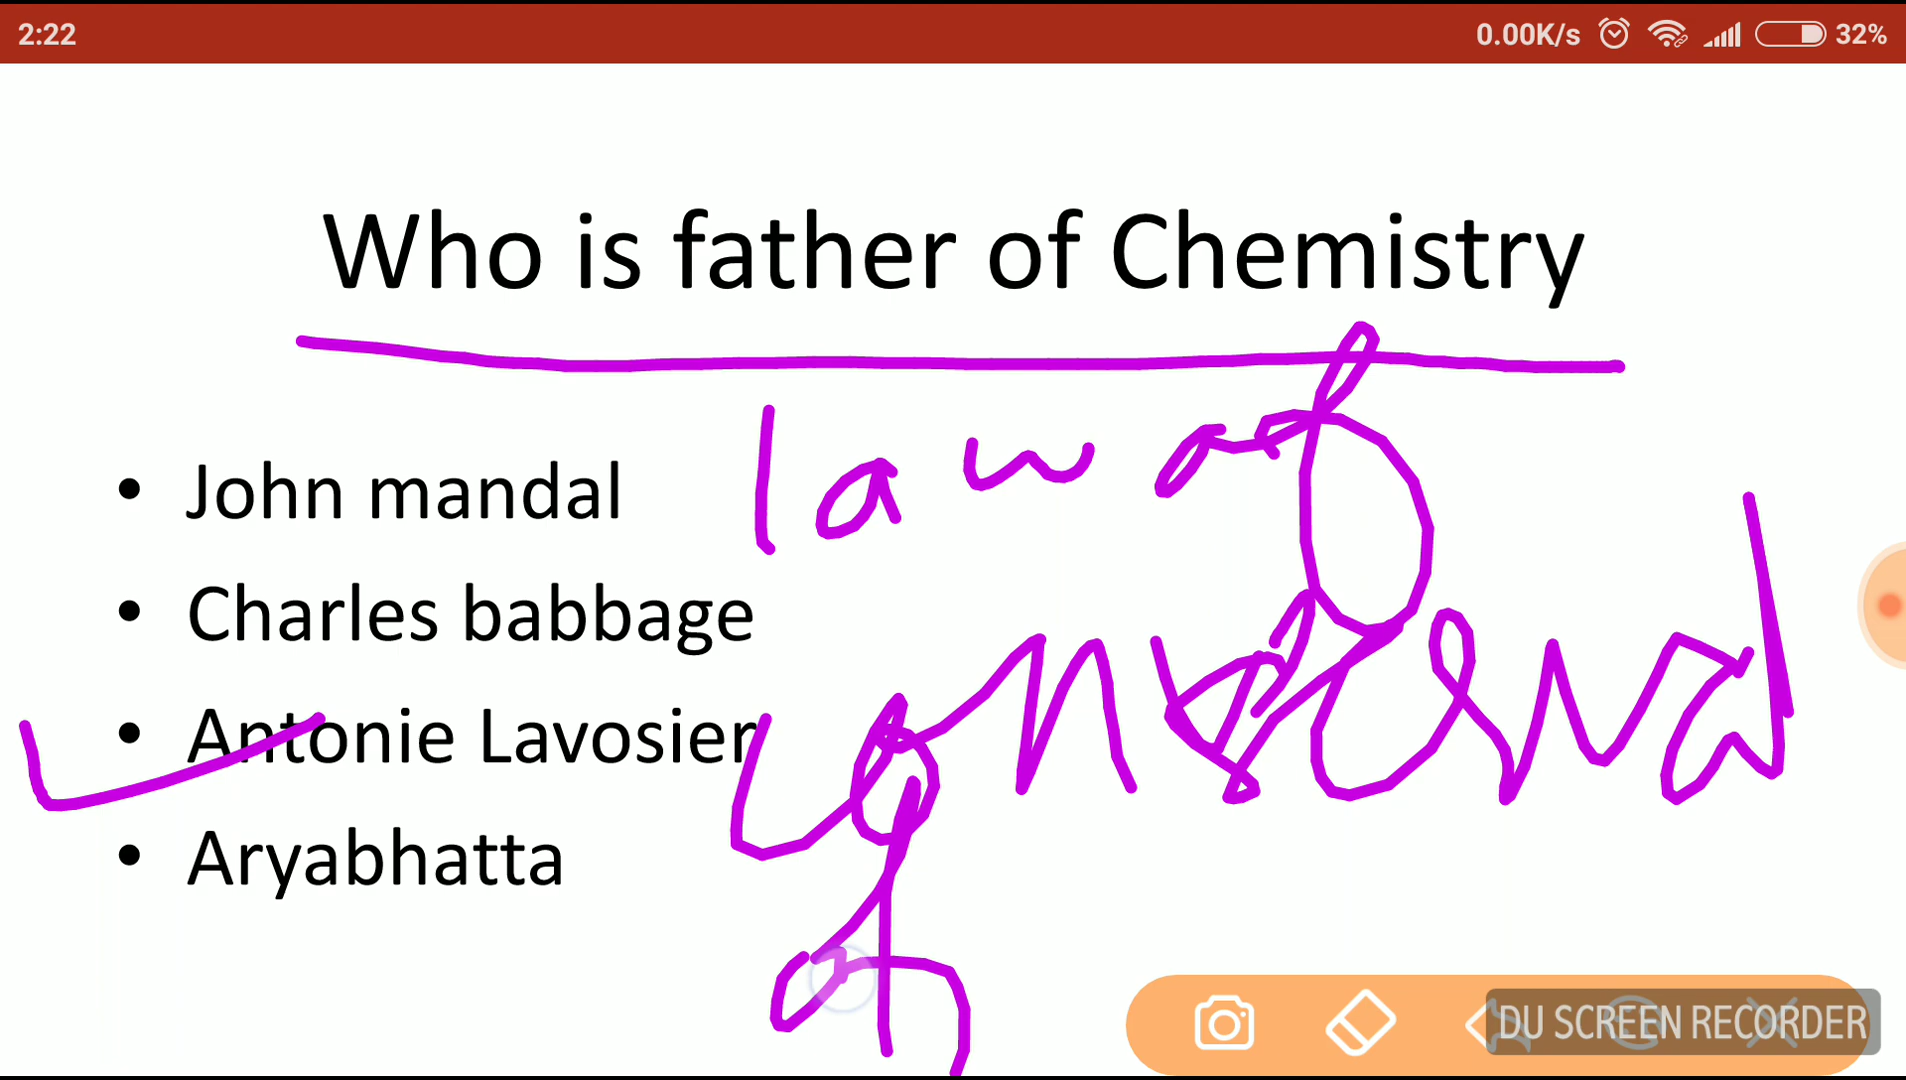 2:22 0.00K/s 32%
Who is father of Chemistry
• John mandal
law of
• Charles babbage
• Antonie Lavosier
• Aryabhatta
DU SCREEN RECORDER